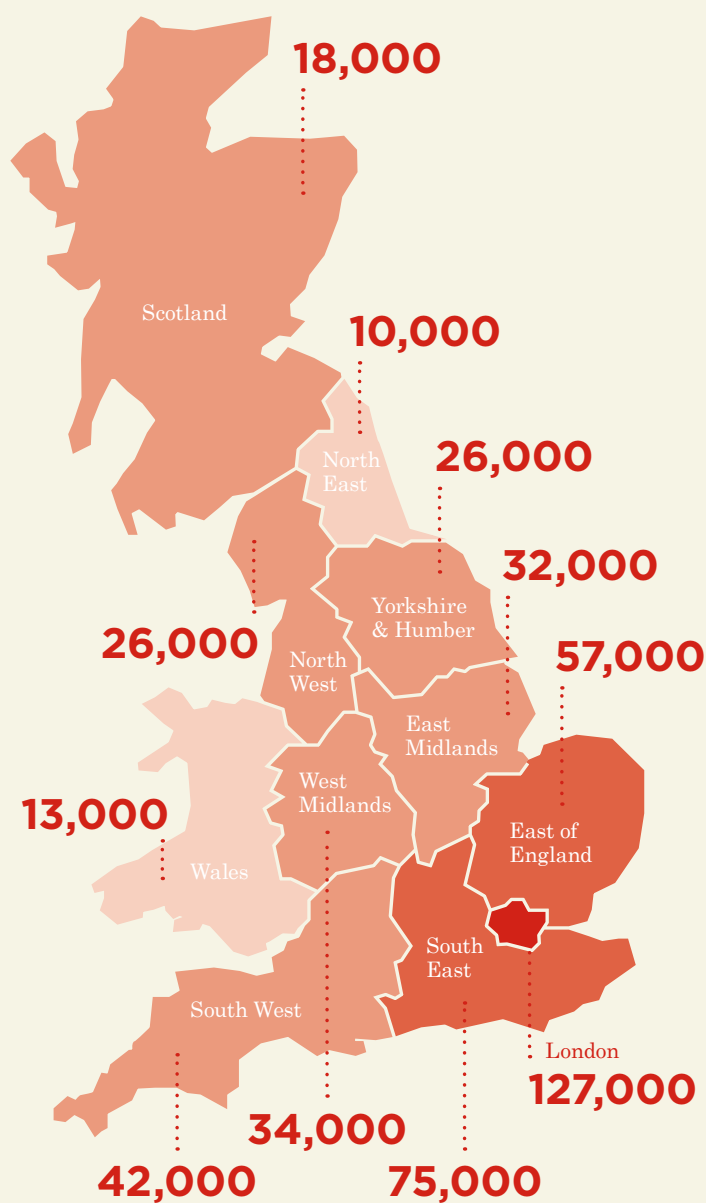 18,000
Scotland
10,000
North
East
26,000
32,000
Yorkshire
& Humber
26,000
North
West
57,000
East
Midlands
West
Midlands
13,000
East of
England
Wales
South
East
South West
London
127,000
34,000
42,000
75,000